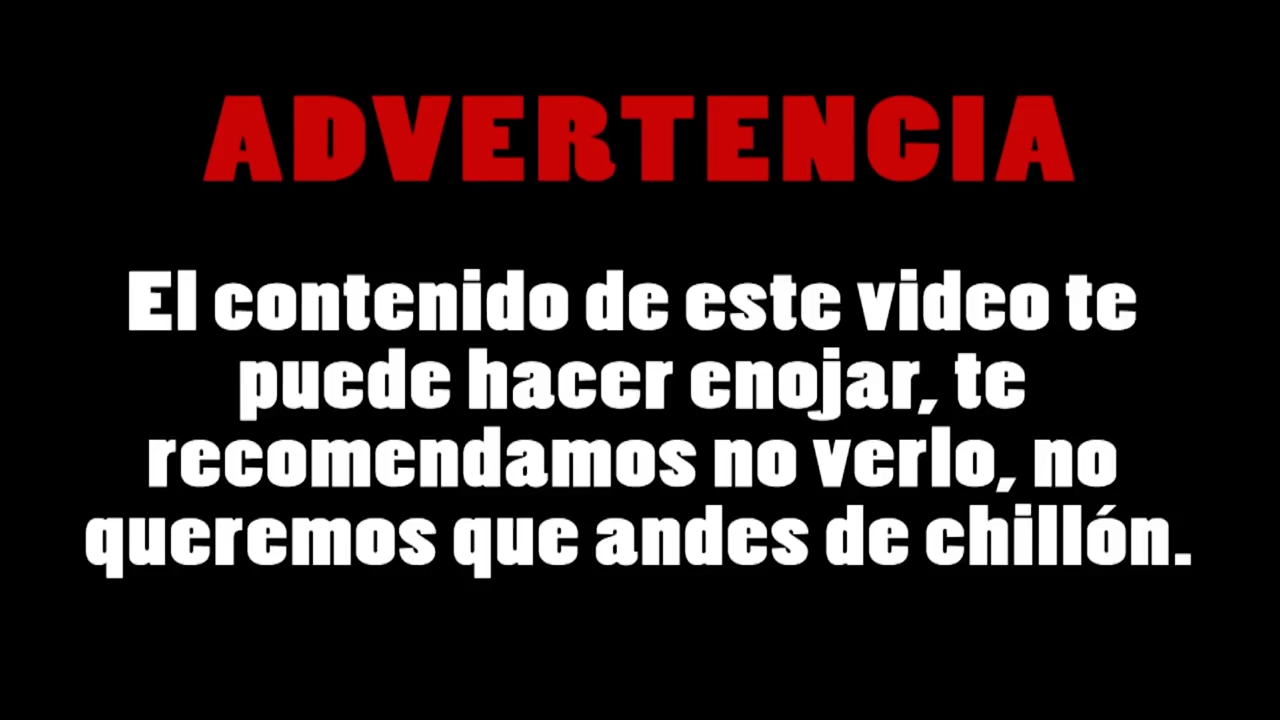 ADVERTENCIA
El contenido de este video te
puede hacer enojar, te
recomendamos no verlo, no
queremos que andes de chillón.